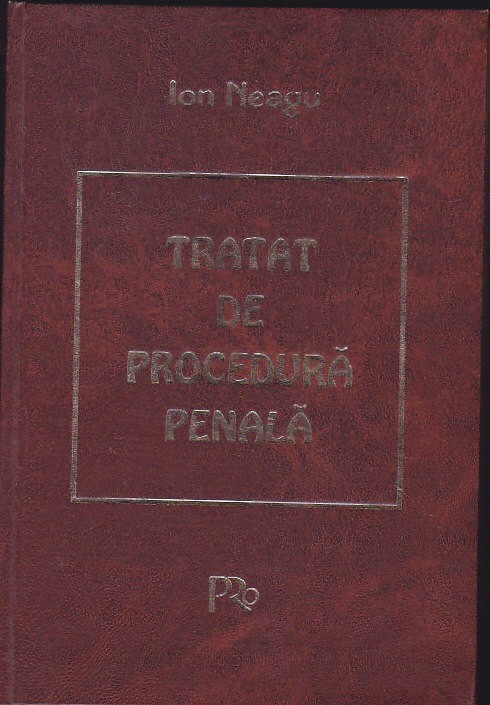 Ion Neagu
TRATAT
DE
PROCEDURĂ
PENALĂ
PRO